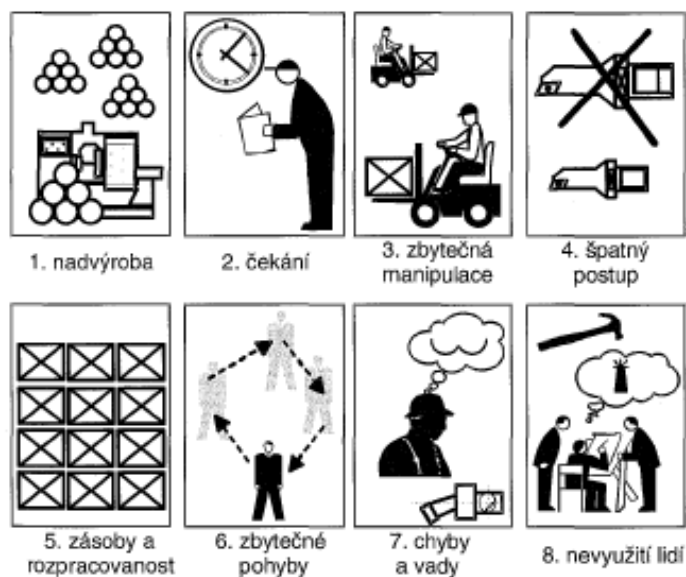 1. nadvýroba
2. čekání
3. zbytečná
manipulace
4. špatný
postup
5. zásoby a
rozpracovanost
6. zbytečné
pohyby
7. chyby
a vady
8. nevyužití lidí